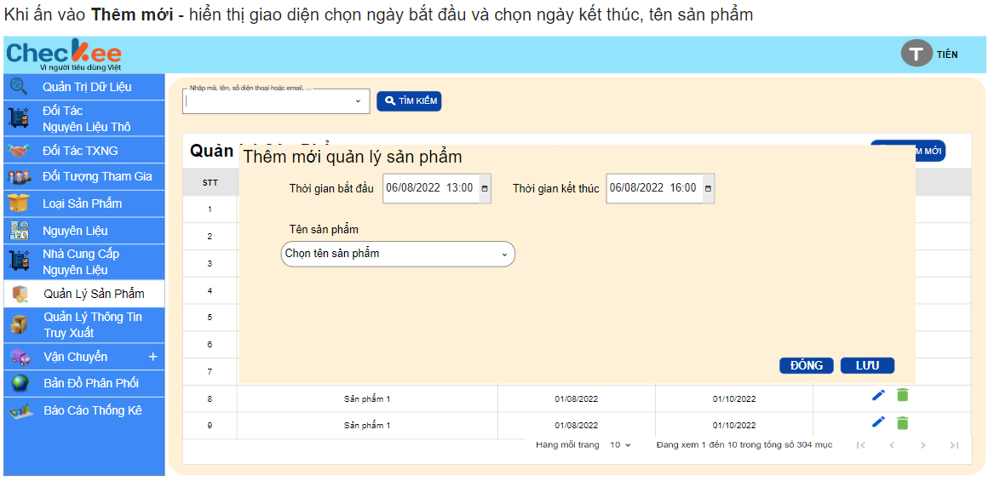 Khi ấn vào Thêm mới - hiển thị giao diện chọn ngày bắt đầu và chọn ngày kết thúc, tên sản phẩm
Checkee
Vì người tiêu dùng Việt
T TIÊN
Quản Trị Dữ Liệu
Đối Tác
Nguyên Liệu Thô
Đối Tác TXNG
Đối Tượng Tham Gia
Loại Sản Phẩm
Nguyên Liệu
Nhà Cung Cấp
Nguyên Liệu
Quản Lý Sản Phẩm
Quản Lý Thông Tin
Truy Xuất
Vận Chuyển +
Bản Đồ Phân Phối
Báo Cáo Thống Kê
Nhập mã, tên, số điện thoại hoặc email, ...
TÌM KIẾM
Quản
MỚI
Thêm mới quản lý sản phẩm
STT
Thời gian bắt đầu 06/08/2022 13:00 Thời gian kết thúc 06/08/2022 16:00
1
Tên sản phẩm
2
Chọn tên sản phẩm
3
4
5
6
7
ĐÓNG LƯU
8 Sản phẩm 1 01/08/2022 01/10/2022
9 Sản phẩm 1 01/08/2022 01/10/2022
Hàng mỗi trang 10 Đang xem 1 đến 10 trong tổng số 304 mục